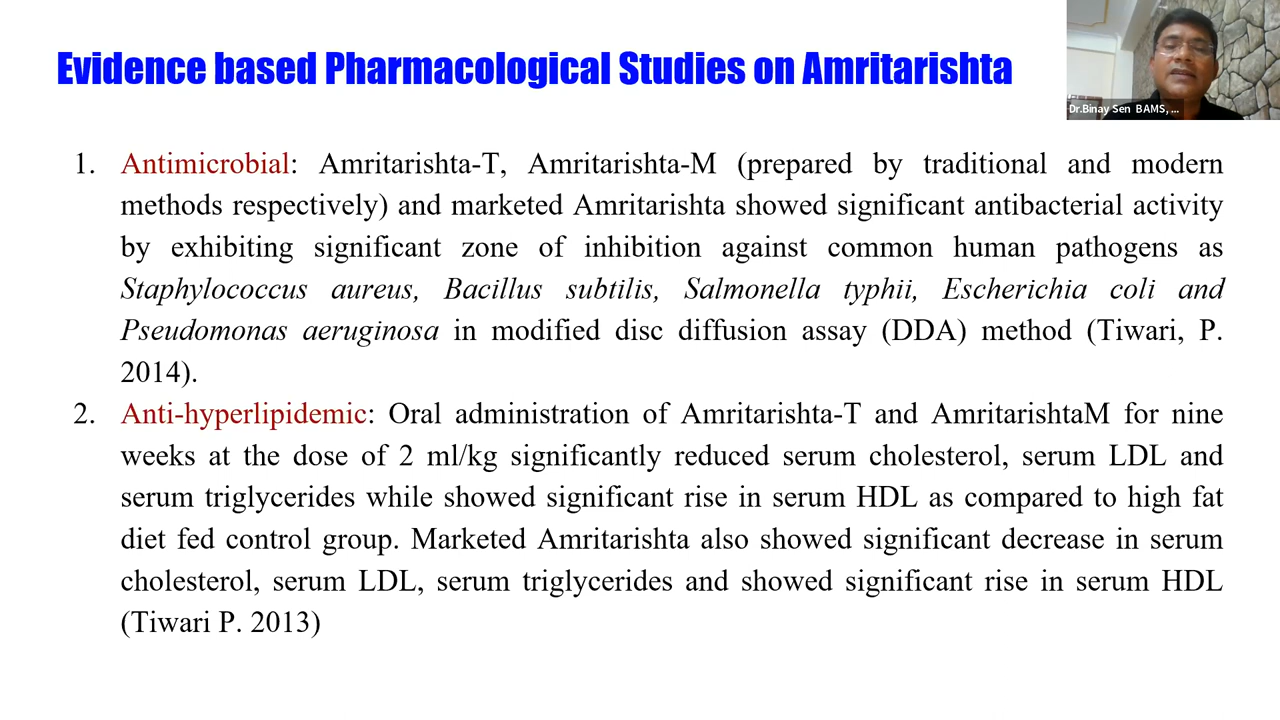 Evidence based Pharmacological Studies on Amritarishta
Dr.Binay Sen BAMS, ...
1. Antimicrobial: Amritarishta-T, Amritarishta-M (prepared by traditional and modern
methods respectively) and marketed Amritarishta showed significant antibacterial activity
by exhibiting significant zone of inhibition against common human pathogens as
Staphylococcus aureus, Bacillus subtilis, Salmonella typhii, Escherichia coli and
Pseudomonas aeruginosa in modified disc diffusion assay (DDA) method (Tiwari, P.
2014).
2. Anti-hyperlipidemic: Oral administration of Amritarishta-T and AmritarishtaM for nine
weeks at the dose of 2 ml/kg significantly reduced serum cholesterol, serum LDL and
serum triglycerides while showed significant rise in serum HDL as compared to high fat
diet fed control group. Marketed Amritarishta also showed significant decrease in serum
cholesterol, serum LDL, serum triglycerides and showed significant rise in serum HDL
(Tiwari P. 2013)